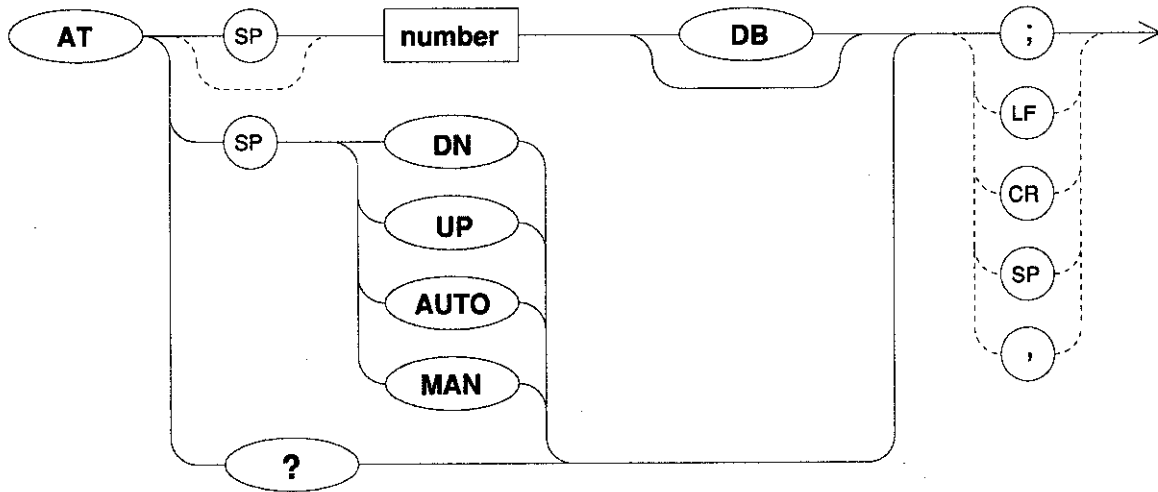 AT SP number DB ;
LF
SP DN
CR
UP
SP
AUTO
,
MAN
?